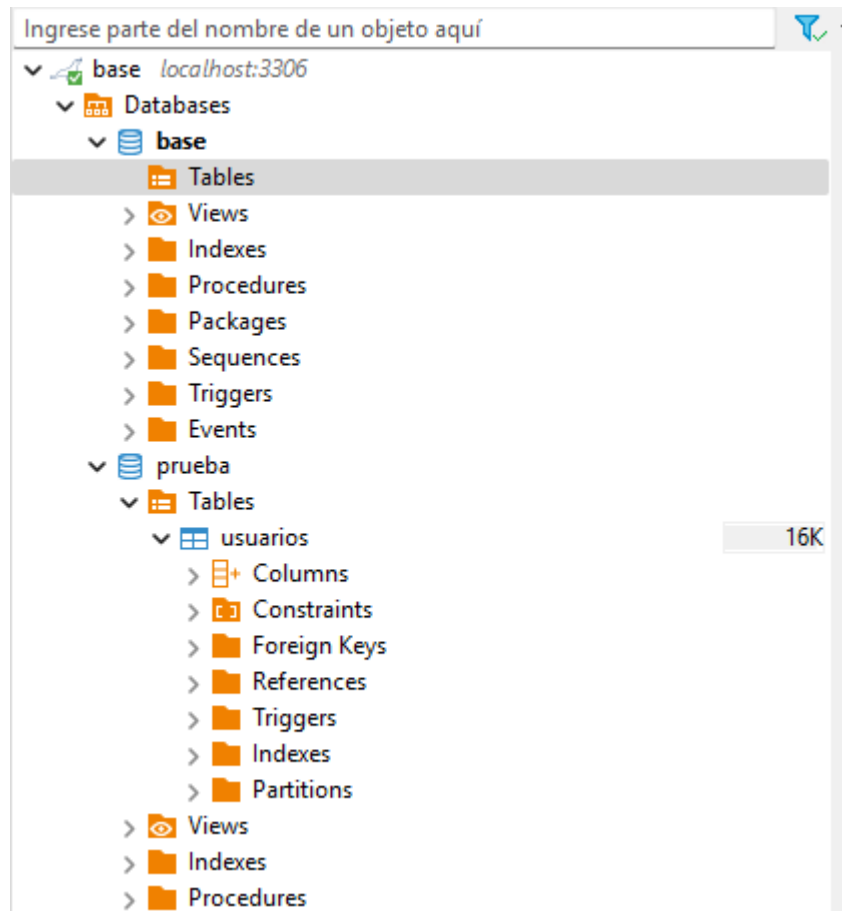 Ingrese parte del nombre de un objeto aquí
base localhost:3306
Databases
base
Tables
Views
Indexes
Procedures
Packages
Sequences
Triggers
Events
prueba
Tables
usuarios 16K
Columns
Constraints
Foreign Keys
References
Triggers
Indexes
Partitions
Views
Indexes
Procedures